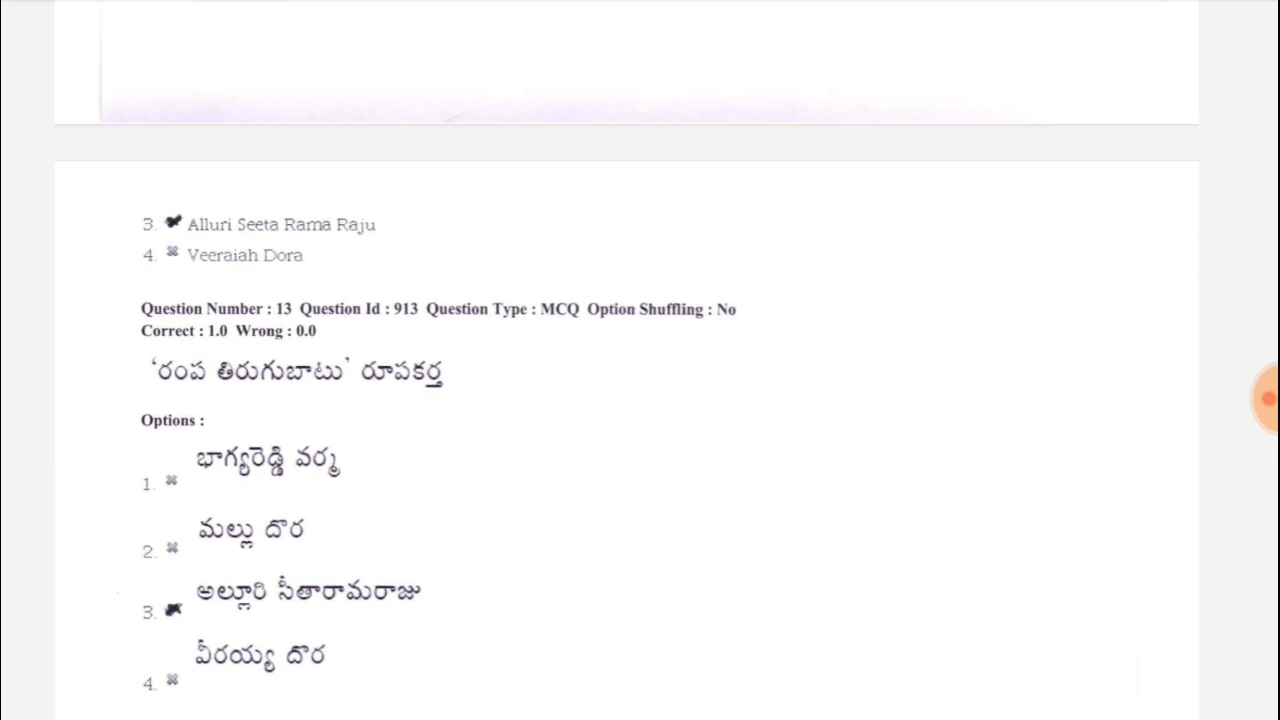 3. Alluri Seeta Rama Raju
4. Veeraiah Dora
Question Number : 13 Question Id : 913 Question Type : MCQ Option Shuffling : No
Correct : 1.0 Wrong : 0.0
‘రంప తిరుగుబాటు’ రూపకర్త
Options :
1. భాగ్యరెడ్డి వర్మ
2. మల్లు దొర
3. అల్లూరి సీతారామరాజు
4. వీరయ్య దొర